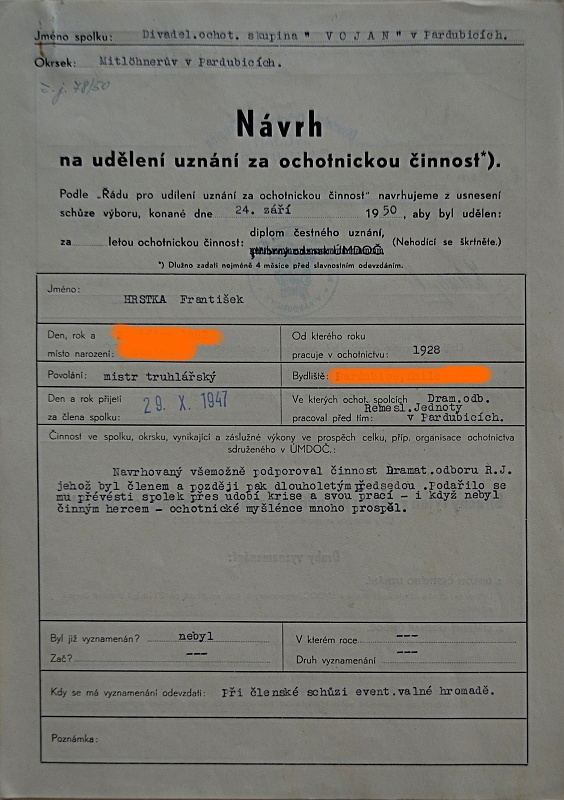 Jméno spolku: Divadel.ochot. skupina " V O J A N " v Pardubicích.
Okrsek: Mitlöhnerův v Pardubicích.
č.j. 78/50
Návrh
na udělení uznání za ochotnickou činnost*).
Podle „Řádu pro udílení uznání za ochotnickou činnost" navrhujeme z usnesení
schůze výboru, konané dne 24. září 1950, aby byl udělen:
za letou ochotnickou činnost: diplom čestného uznání, (Nehodící se škrtněte.)
ÚMDOČ.
*) Dlužno zadati nejméně 4 měsíce před slavnostním odevzdáním.
Jméno: HRSTKA František
Den, rok a
místo narození:
Od kterého roku
pracuje v ochotnictvu: 1928
Povolání: mistr truhlářský
Bydliště:
Den a rok přijetí
za člena spolku: 29. X. 1947
Ve kterých ochot. spolcích Dram.odb.
Remesl.Jednoty
pracoval před tím: v Pardubicích.
Činnost ve spolku, okrsku, vynikající a záslužné výkony ve prospěch celku, příp. organisace ochotnictva
sdruženého v ÚMDOČ.:
Navrhovaný všemožně podporoval činnost Dramat.odboru R.J.
jehož byl členem a později pak dlouholetým předsedou .Podařilo se
mu převésti spolek přes udobí krise a svou prací - i když nebyl
činným hercem - ochotnické myšlénce mnoho prospěl.
Byl již vyznamenán? nebyl
Zač? ---
V kterém roce ---
Druh vyznamenání ---
Kdy se má vyznamenání odevzdati: při členské schůzi event.valné hromadě.
Poznámka: